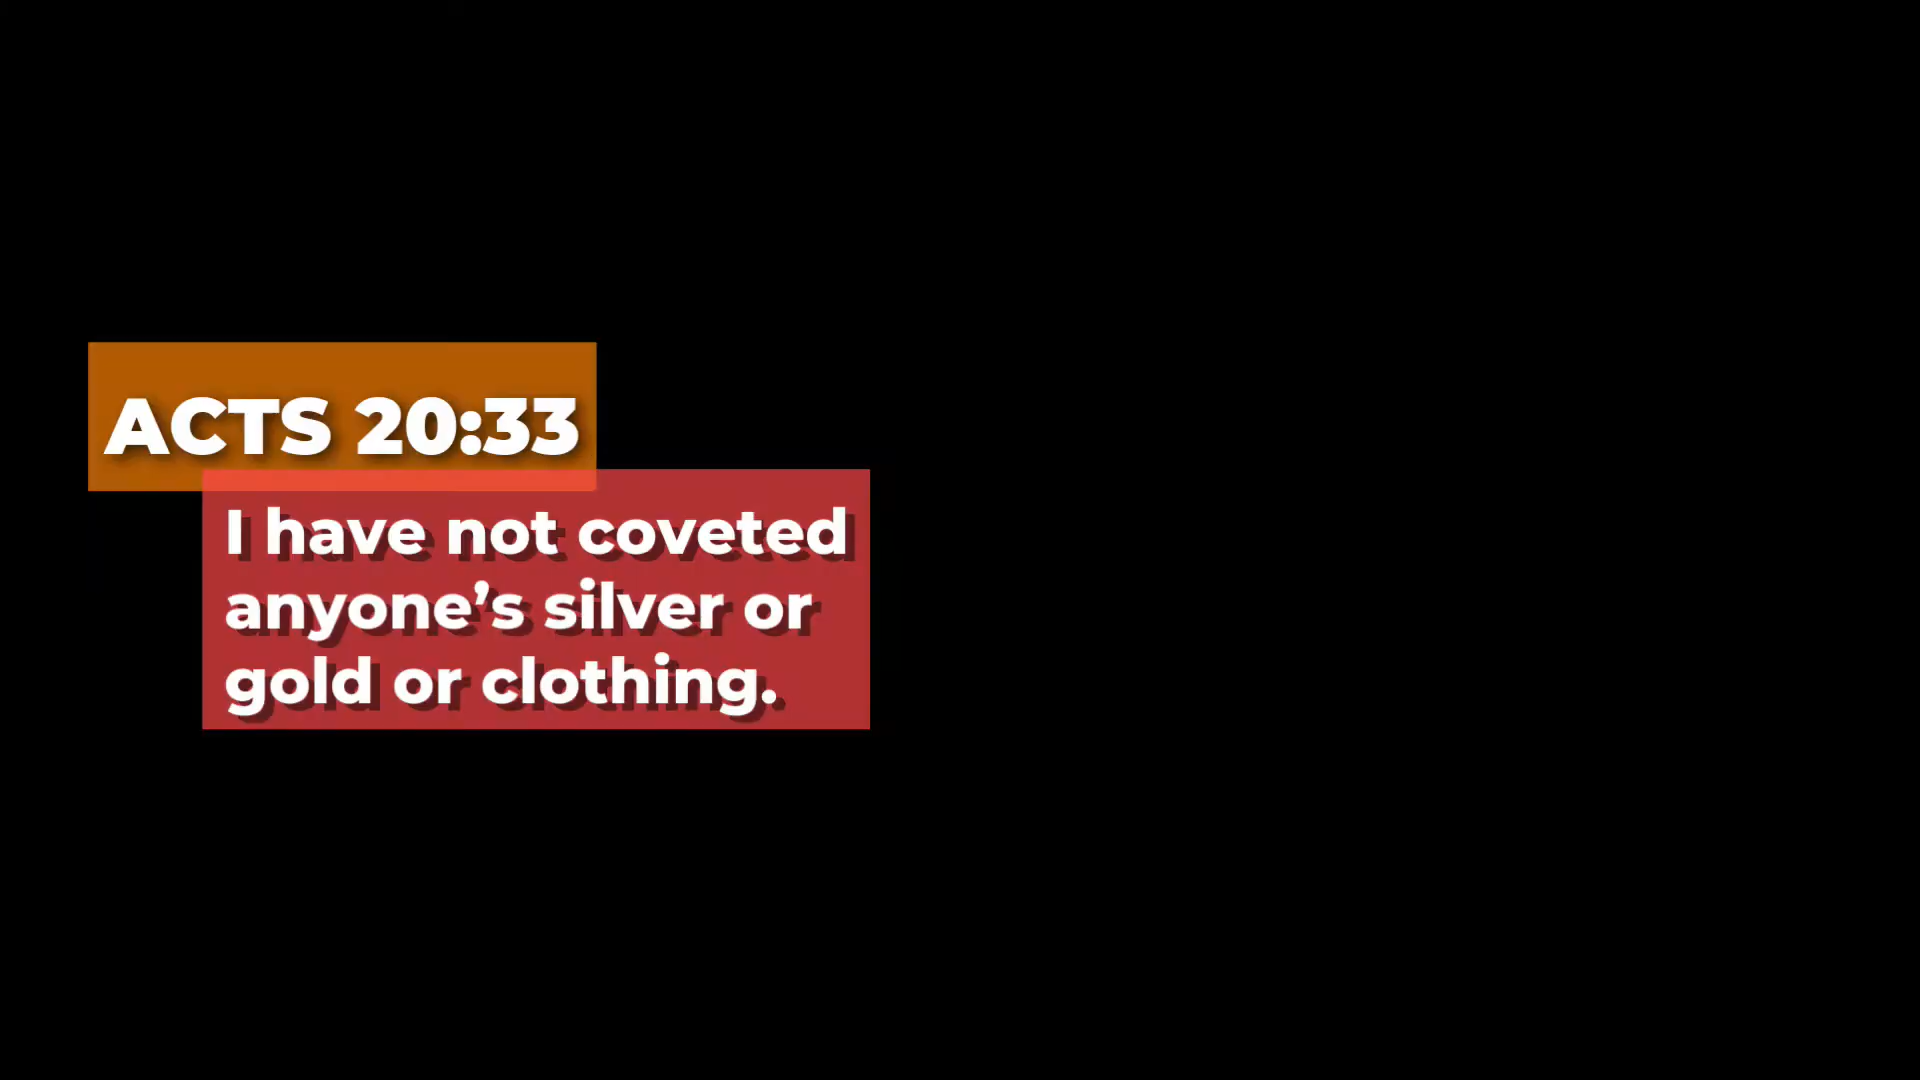 ACTS 20:33
I have not coveted
anyone’s silver or
gold or clothing.